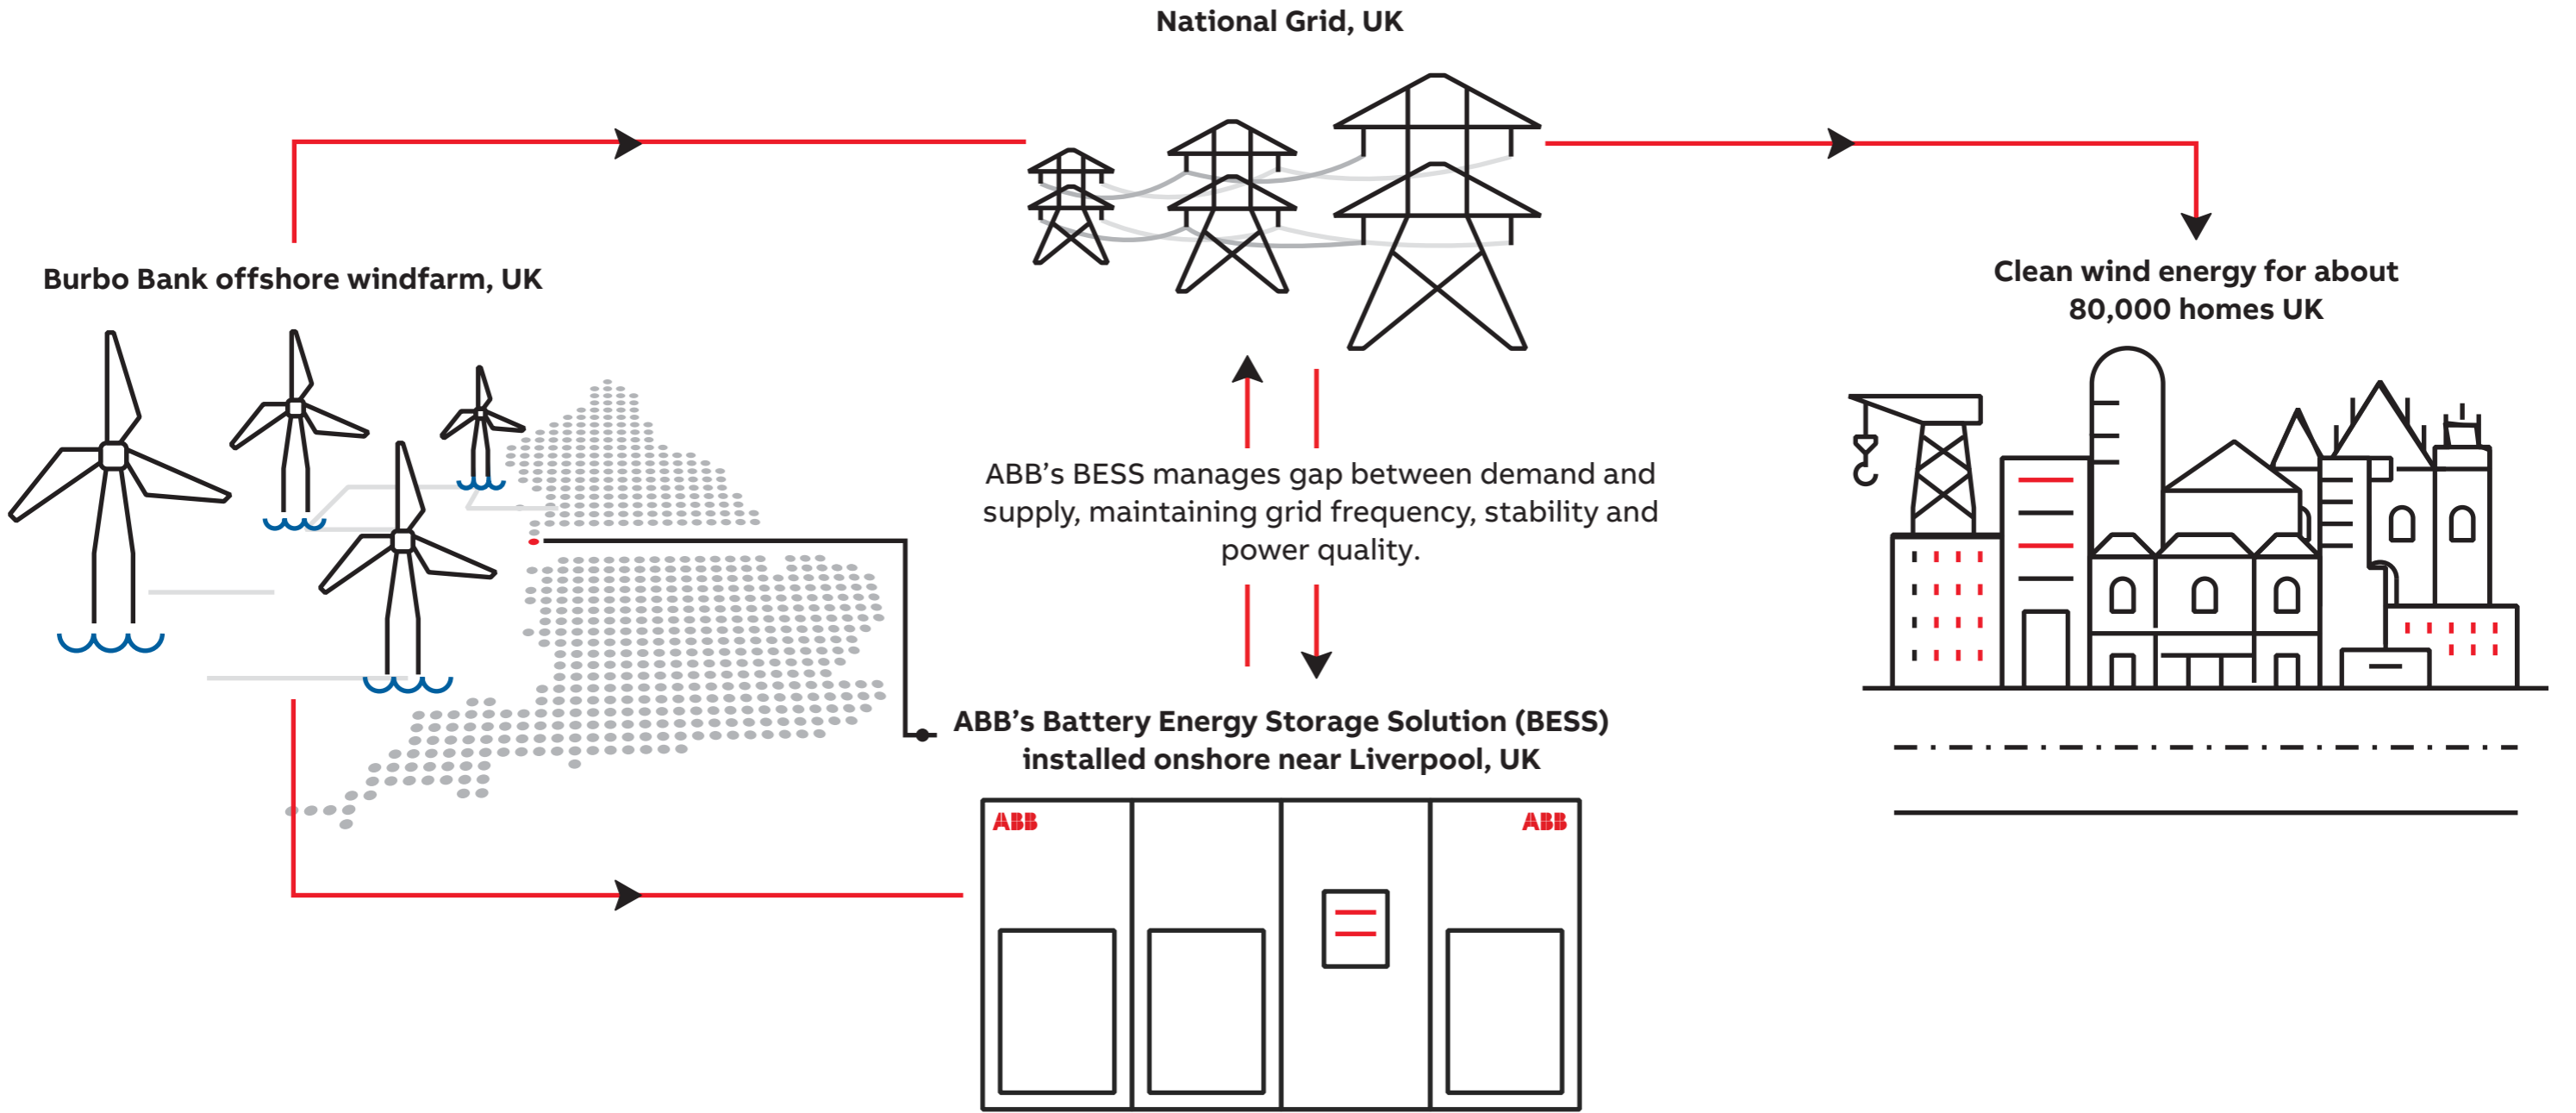 National Grid, UK
Burbo Bank offshore windfarm, UK
Clean wind energy for about
80,000 homes UK
ABB’s BESS manages gap between demand and
supply, maintaining grid frequency, stability and
power quality.
ABB’s Battery Energy Storage Solution (BESS)
installed onshore near Liverpool, UK
ABB
ABB